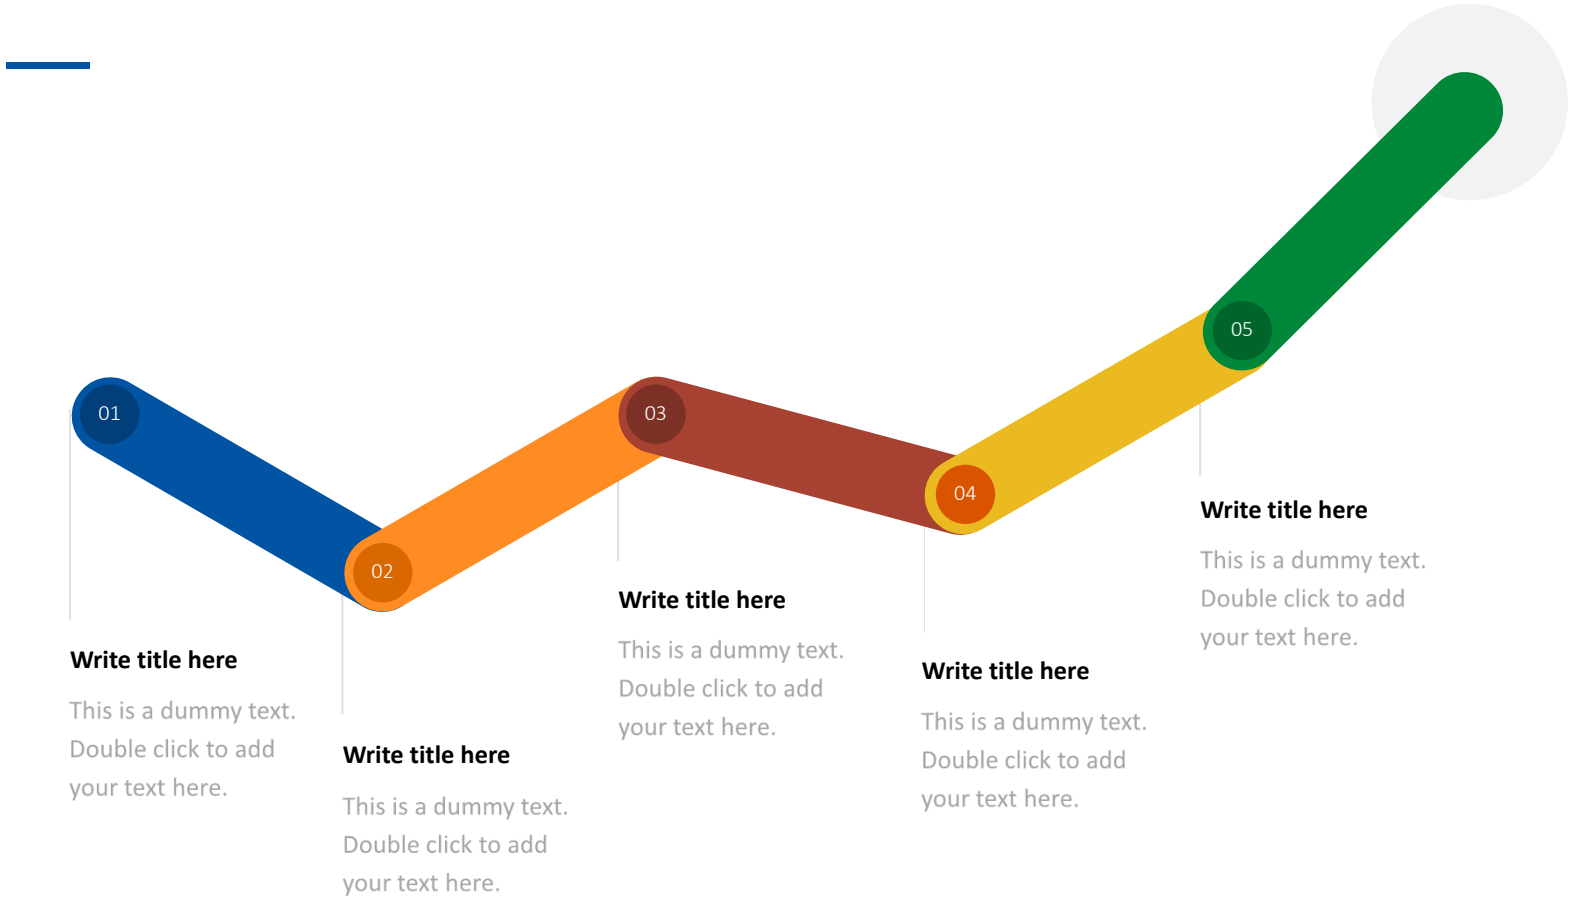 01
Write title here
This is a dummy text.
Double click to add
your text here.
02
Write title here
This is a dummy text.
Double click to add
your text here.
03
Write title here
This is a dummy text.
Double click to add
your text here.
04
Write title here
This is a dummy text.
Double click to add
your text here.
05
Write title here
This is a dummy text.
Double click to add
your text here.